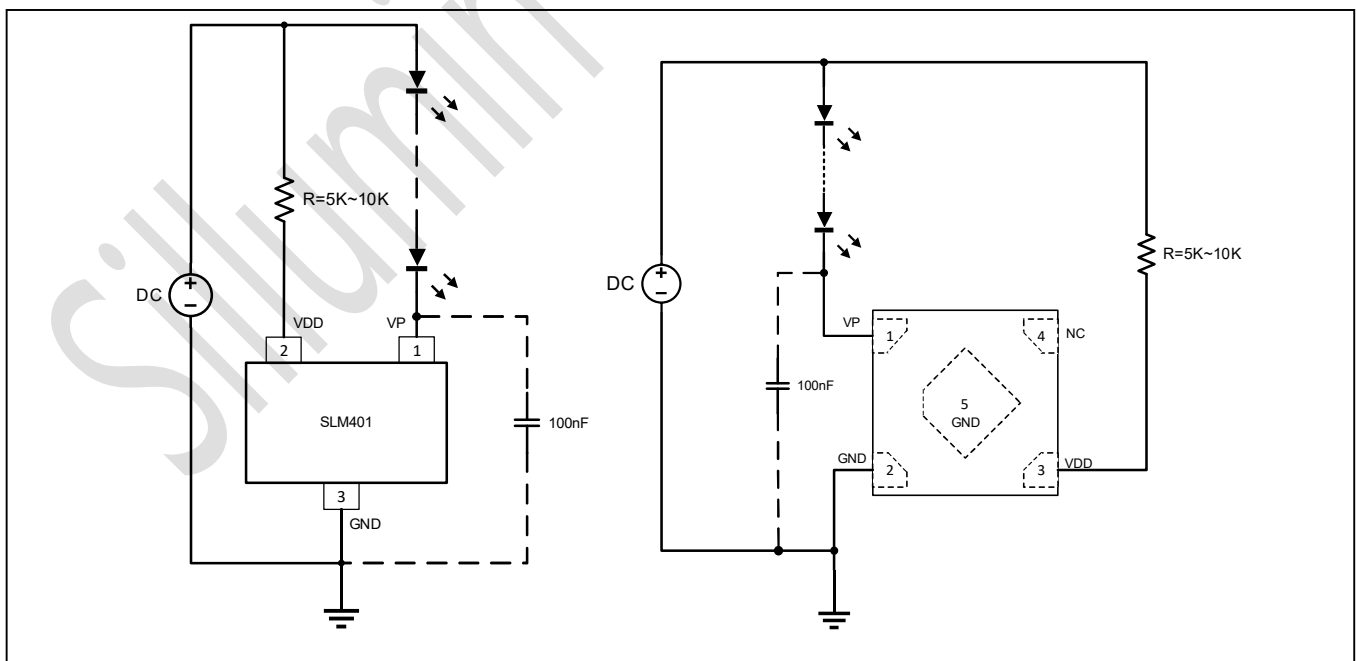 Sillumin
DC
+
−
R=5K~10K
VDD
VP
2
1
SLM401
3
GND
100nF
DC
+
−
R=5K~10K
VP
1
4
NC
100nF
5
GND
GND
2
3
VDD